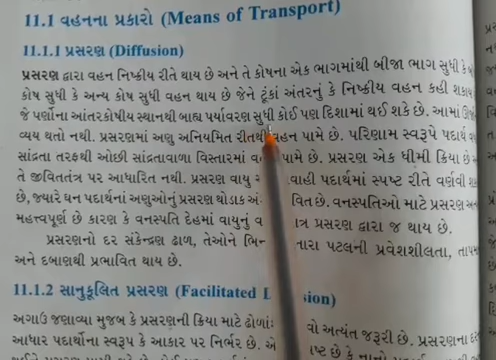 11.1 વહનના પ્રકારો (Means of Transport)
11.1.1 પ્રસરણ (Diffusion)
પ્રસરણ દ્વારા વહન નિષ્ક્રીય રીતે થાય છે અને તે કોષના એક ભાગમાંથી બીજા ભાગ સુધી કે
કોષ સુધી કે અન્ય કોષ સુધી વહન થાય છે જેને ટૂંકાં અંતરનું કે નિષ્ક્રીય વહન કહી શકાય
જે પર્ણોના આંતરકોષીય સ્થાનથી બાહ્ય પર્યાવરણ સુધી કોઈ પણ દિશામાં થઈ શકે છે. આમાં
વ્યય થતો નથી. પ્રસરણમાં અણુ અનિયમિત રીતથી વહન પામે છે. પરિણામ સ્વરૂપે પદાર્થ
સાંદ્રતા તરફથી ઓછી સાંદ્રતાવાળા વિસ્તારમાં પામે છે. પ્રસરણ એક ધીમી ક્રિયા છે
તે જીવિતતંત્ર પર આધારિત નથી. પ્રસરણ વાયુ વાહી પદાર્થમાં સ્પષ્ટ રીતે વર્ણવી
છે, જ્યારે ઘન પદાર્થનાં અણુઓનું પ્રસરણ થોડાક વિત છે. વનસ્પતિઓ માટે પ્રસરણ
મહત્ત્વપૂર્ણ છે કારણ કે વનસ્પતિ દેહમાં વાયુનું ત્ર પ્રસરણ દ્વારા જ થાય છે.
પ્રસરણનો દર સંકેન્દ્રણ ઢાળ, તેઓને ભિન નારા પટલની પ્રવેશશીલતા, તાપમ
અને દબાણથી પ્રભાવિત થાય છે.
11.1.2 સાનુકૂલિત પ્રસરણ (Facilitated D sion)
અગાઉ જણાવ્યા મુજબ કે પ્રસરણની ક્રિયા માટે ઢોળાં વો અત્યંત જરૂરી છે. પ્રસરણના
આધાર પદાર્થોના સ્વરૂપ કે આકાર પર નિર્ભર છે.